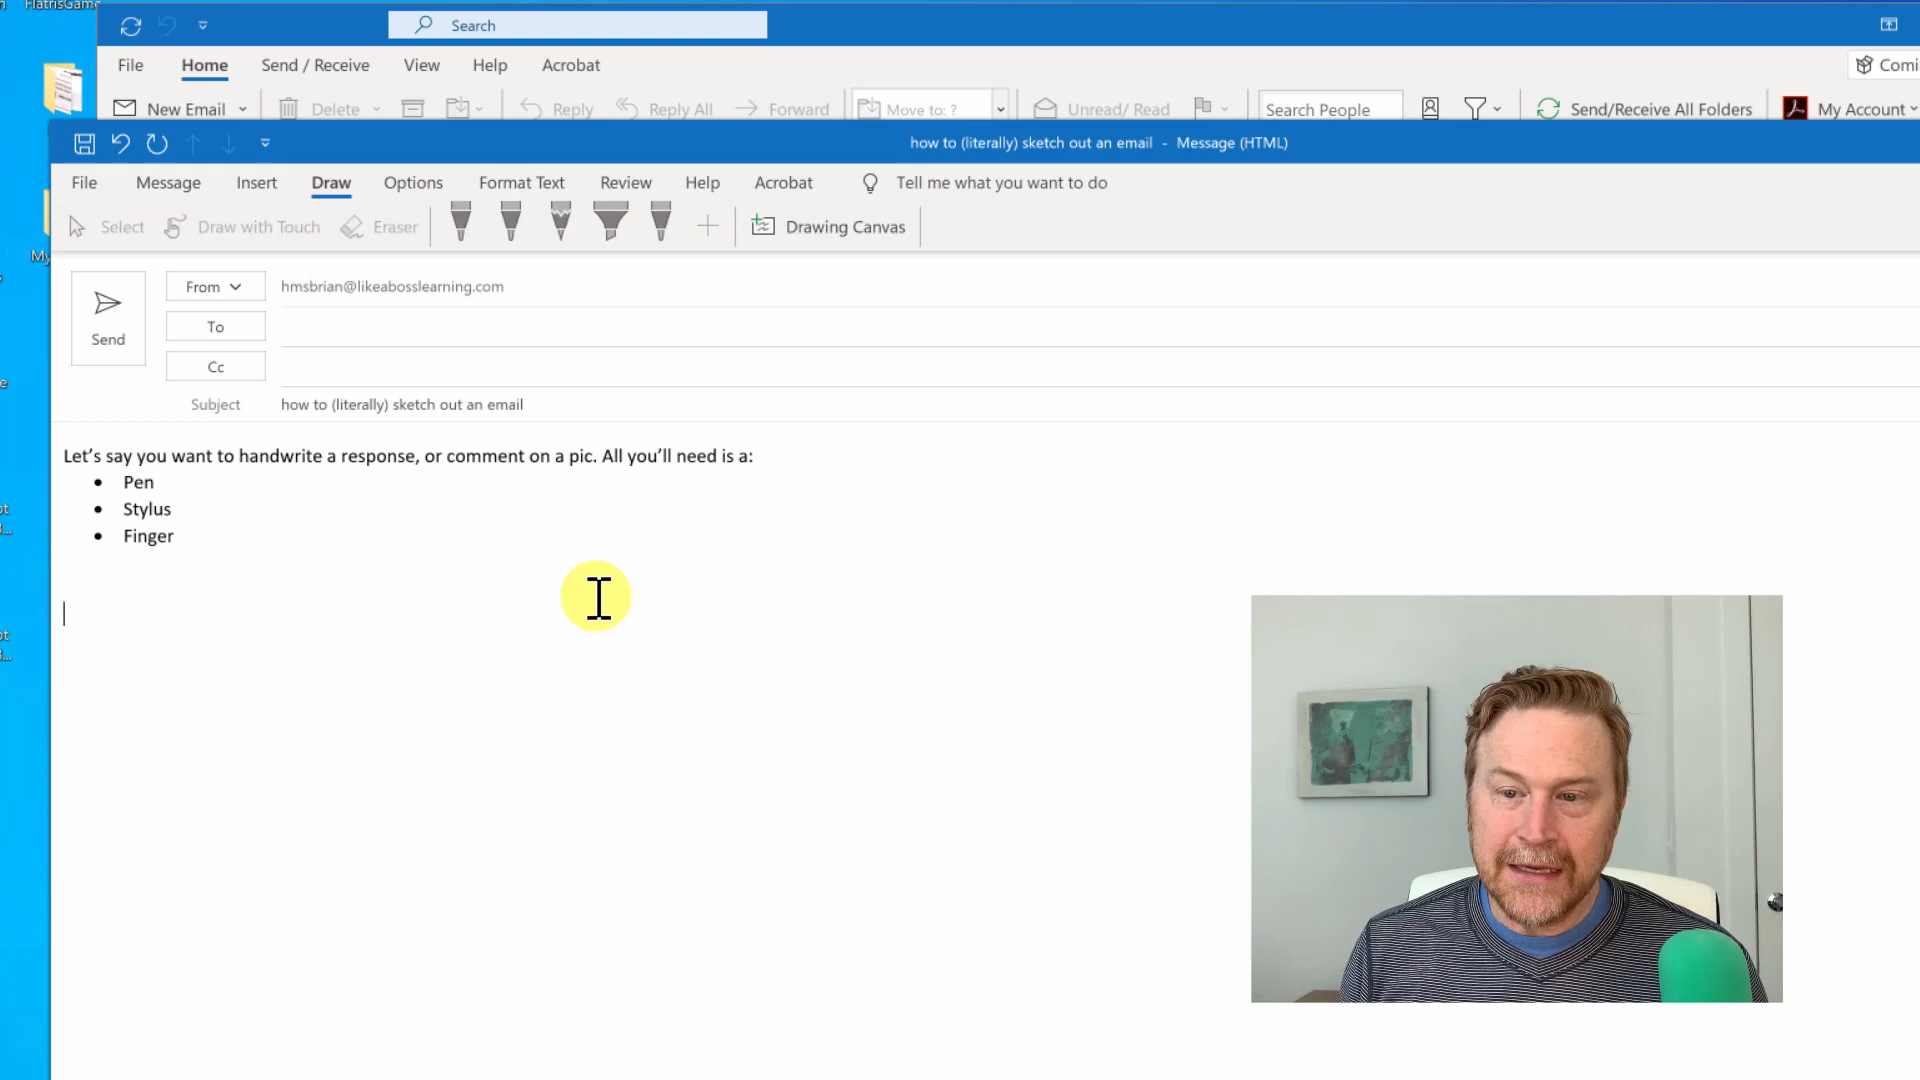 FlatrisGame
Search
File Home Send / Receive View Help Acrobat
New Email Delete Reply Reply All Forward Move to: ? Unread/ Read Search People Send/Receive All Folders My Account
how to (literally) sketch out an email - Message (HTML)
File Message Insert Draw Options Format Text Review Help Acrobat Tell me what you want to do
Select Draw with Touch Eraser Drawing Canvas
My
From hmsbrian@likeabosslearning.com
Send
To
Cc
Subject how to (literally) sketch out an email
Let's say you want to handwrite a response, or comment on a pic. All you'll need is a:
• Pen
• Stylus
• Finger